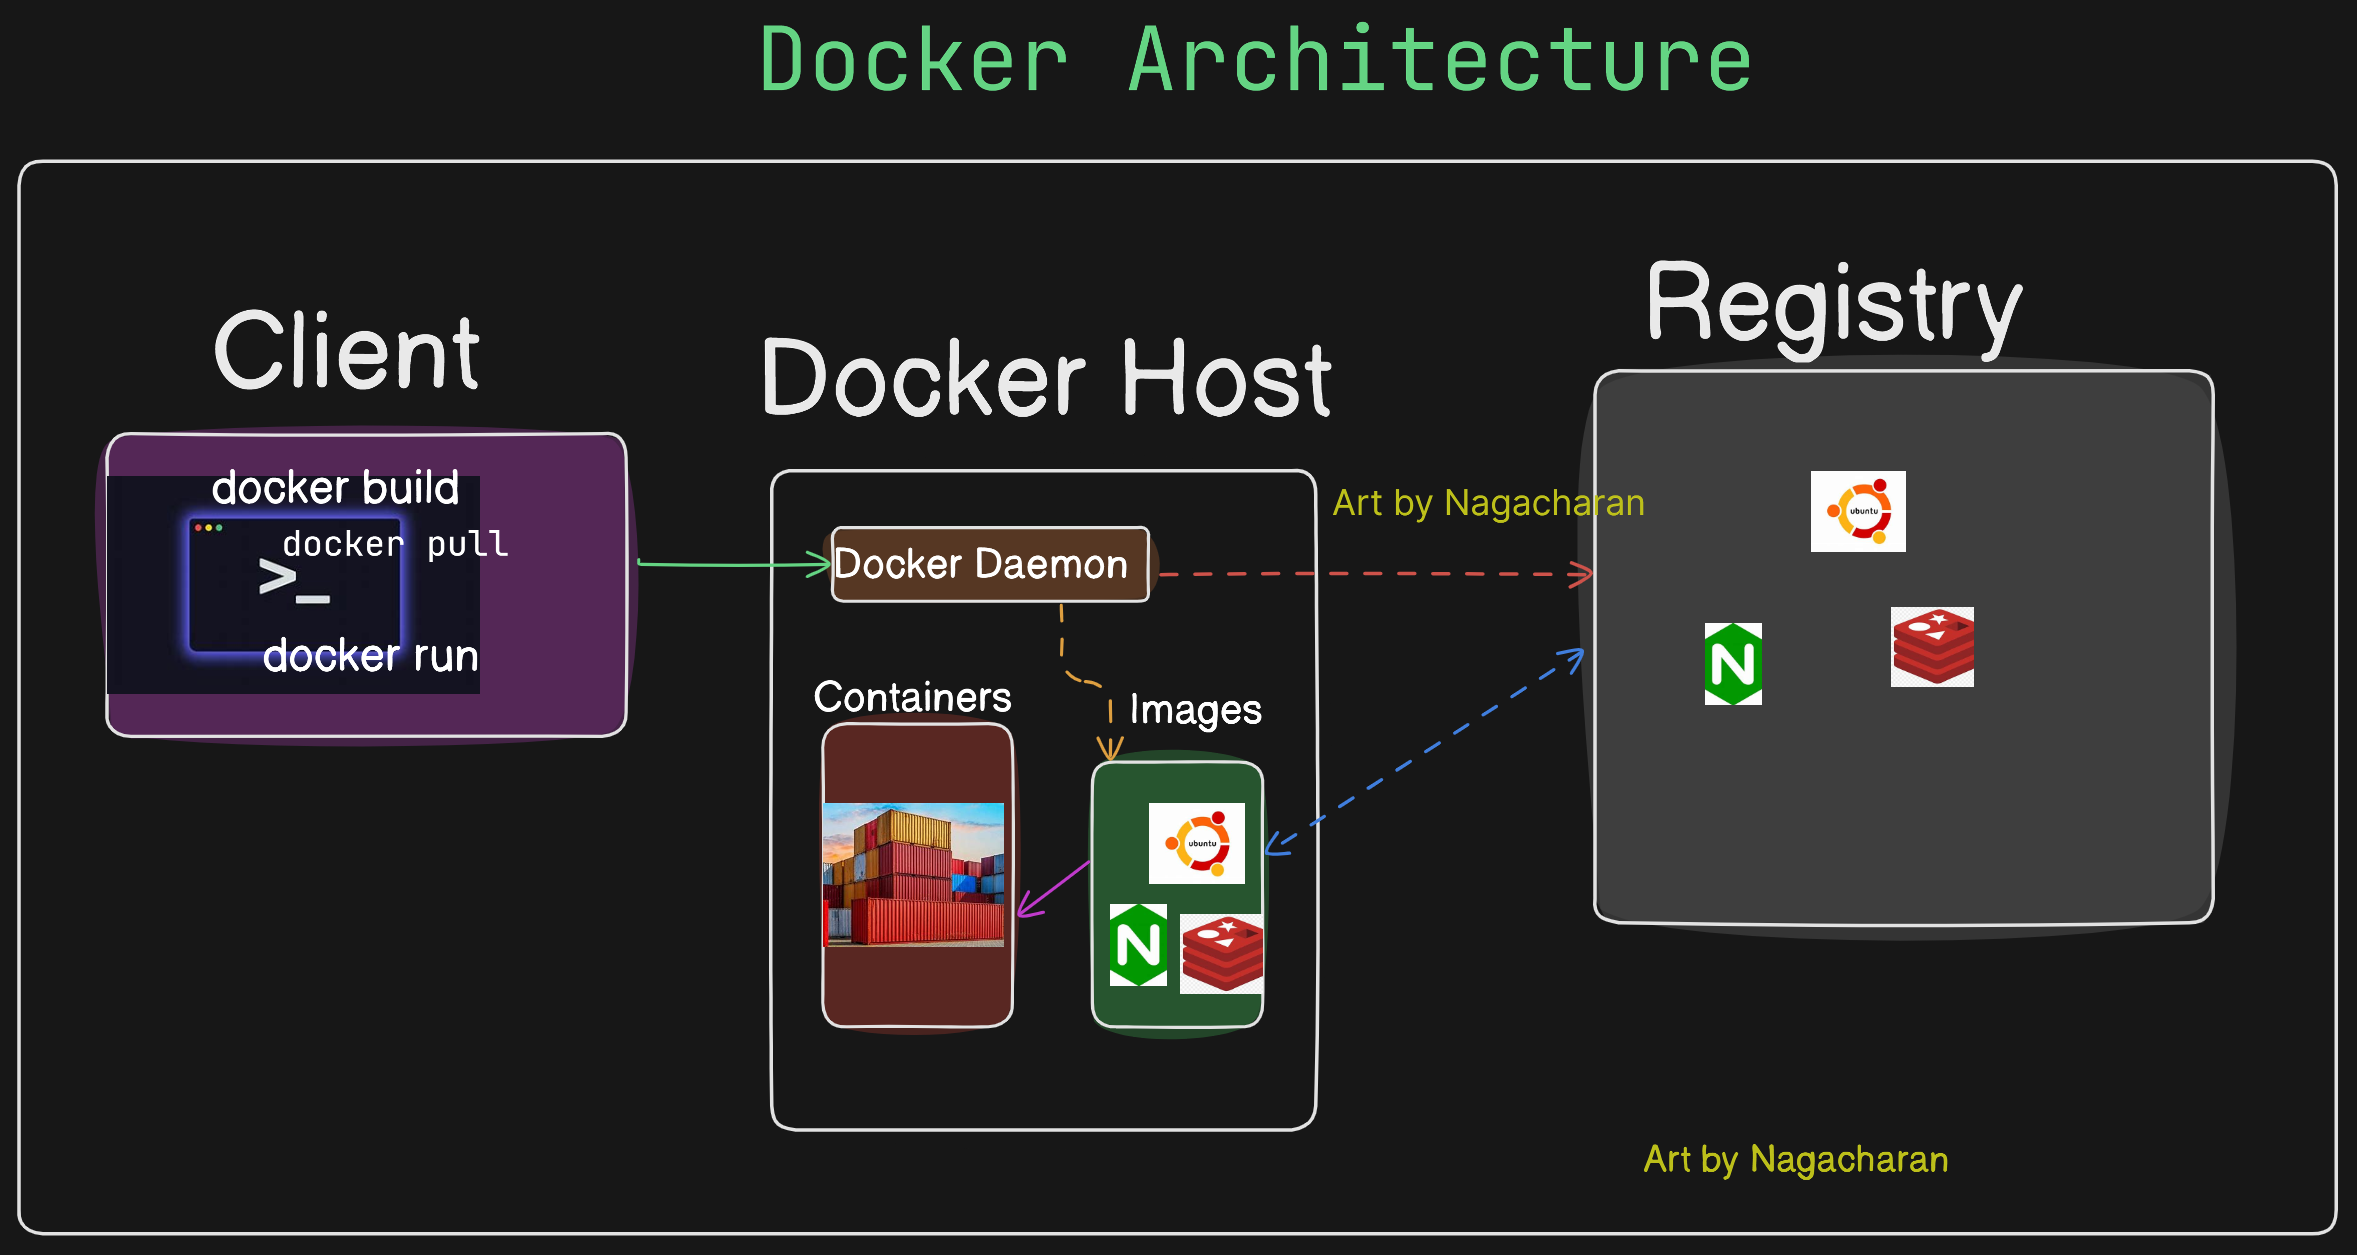 Docker Architecture
Client
docker build
docker pull
>_
docker run
Docker Host
Docker Daemon
Containers
Images
ubuntu
N
Art by Nagacharan
Registry
ubuntu
N
Art by Nagacharan